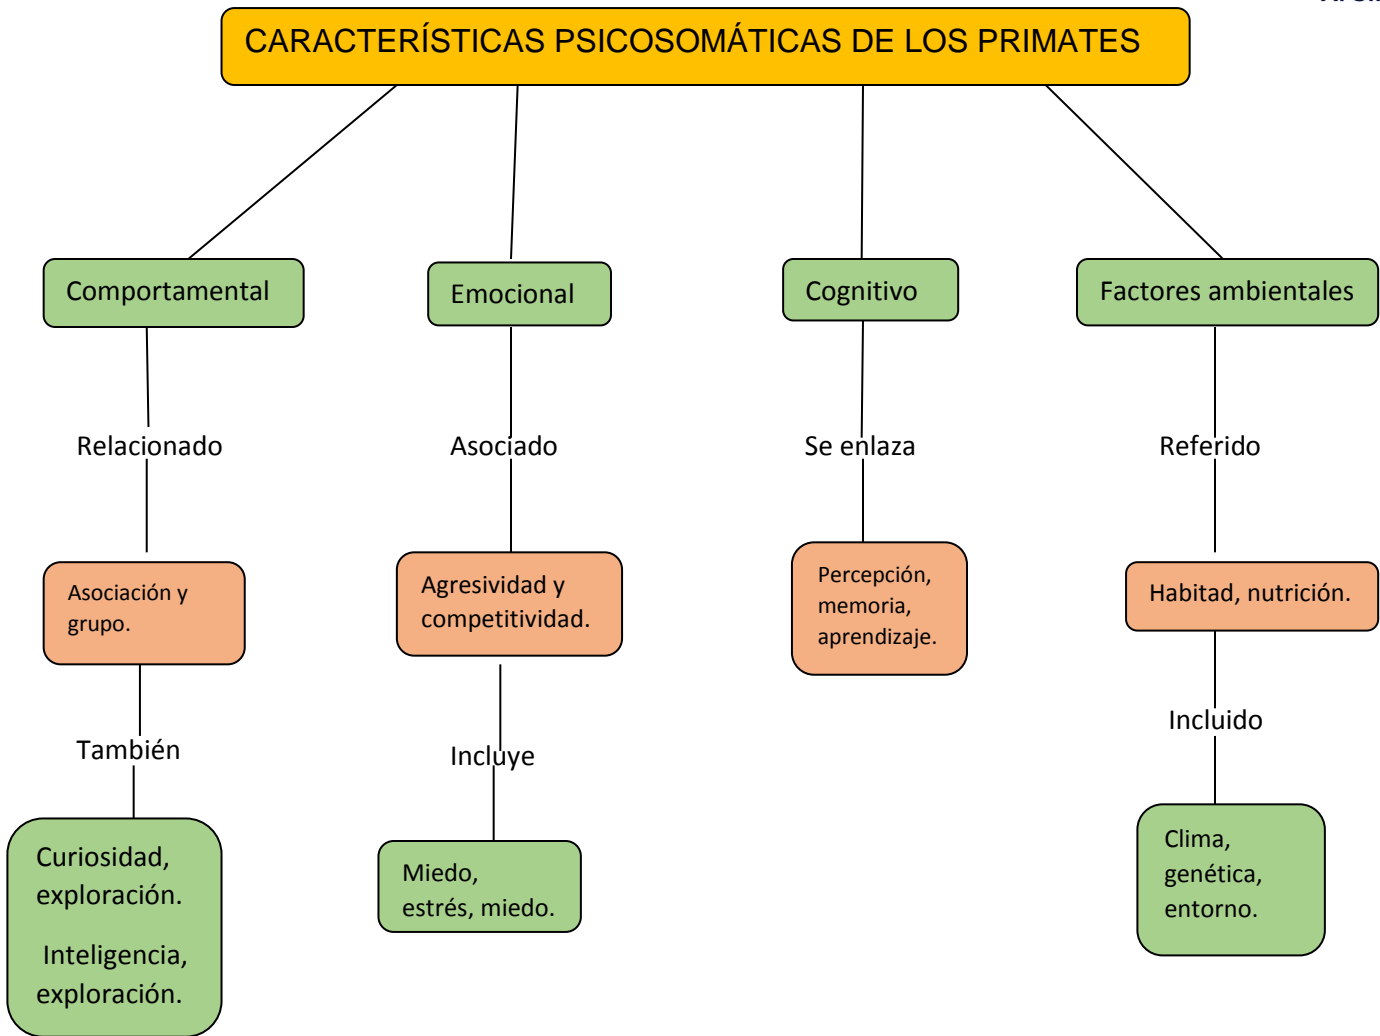 CARACTERÍSTICAS PSICOSOMÁTICAS DE LOS PRIMATES
Comportamental
Emocional
Cognitivo
Factores ambientales
Relacionado
Asociado
Se enlaza
Referido
Asociación y
grupo.
Agresividad y
competitividad.
Percepción,
memoria,
aprendizaje.
Habitad, nutrición.
También
Incluye
Incluido
Curiosidad,
exploración.
Inteligencia,
exploración.
Miedo,
estrés, miedo.
Clima,
genética,
entorno.